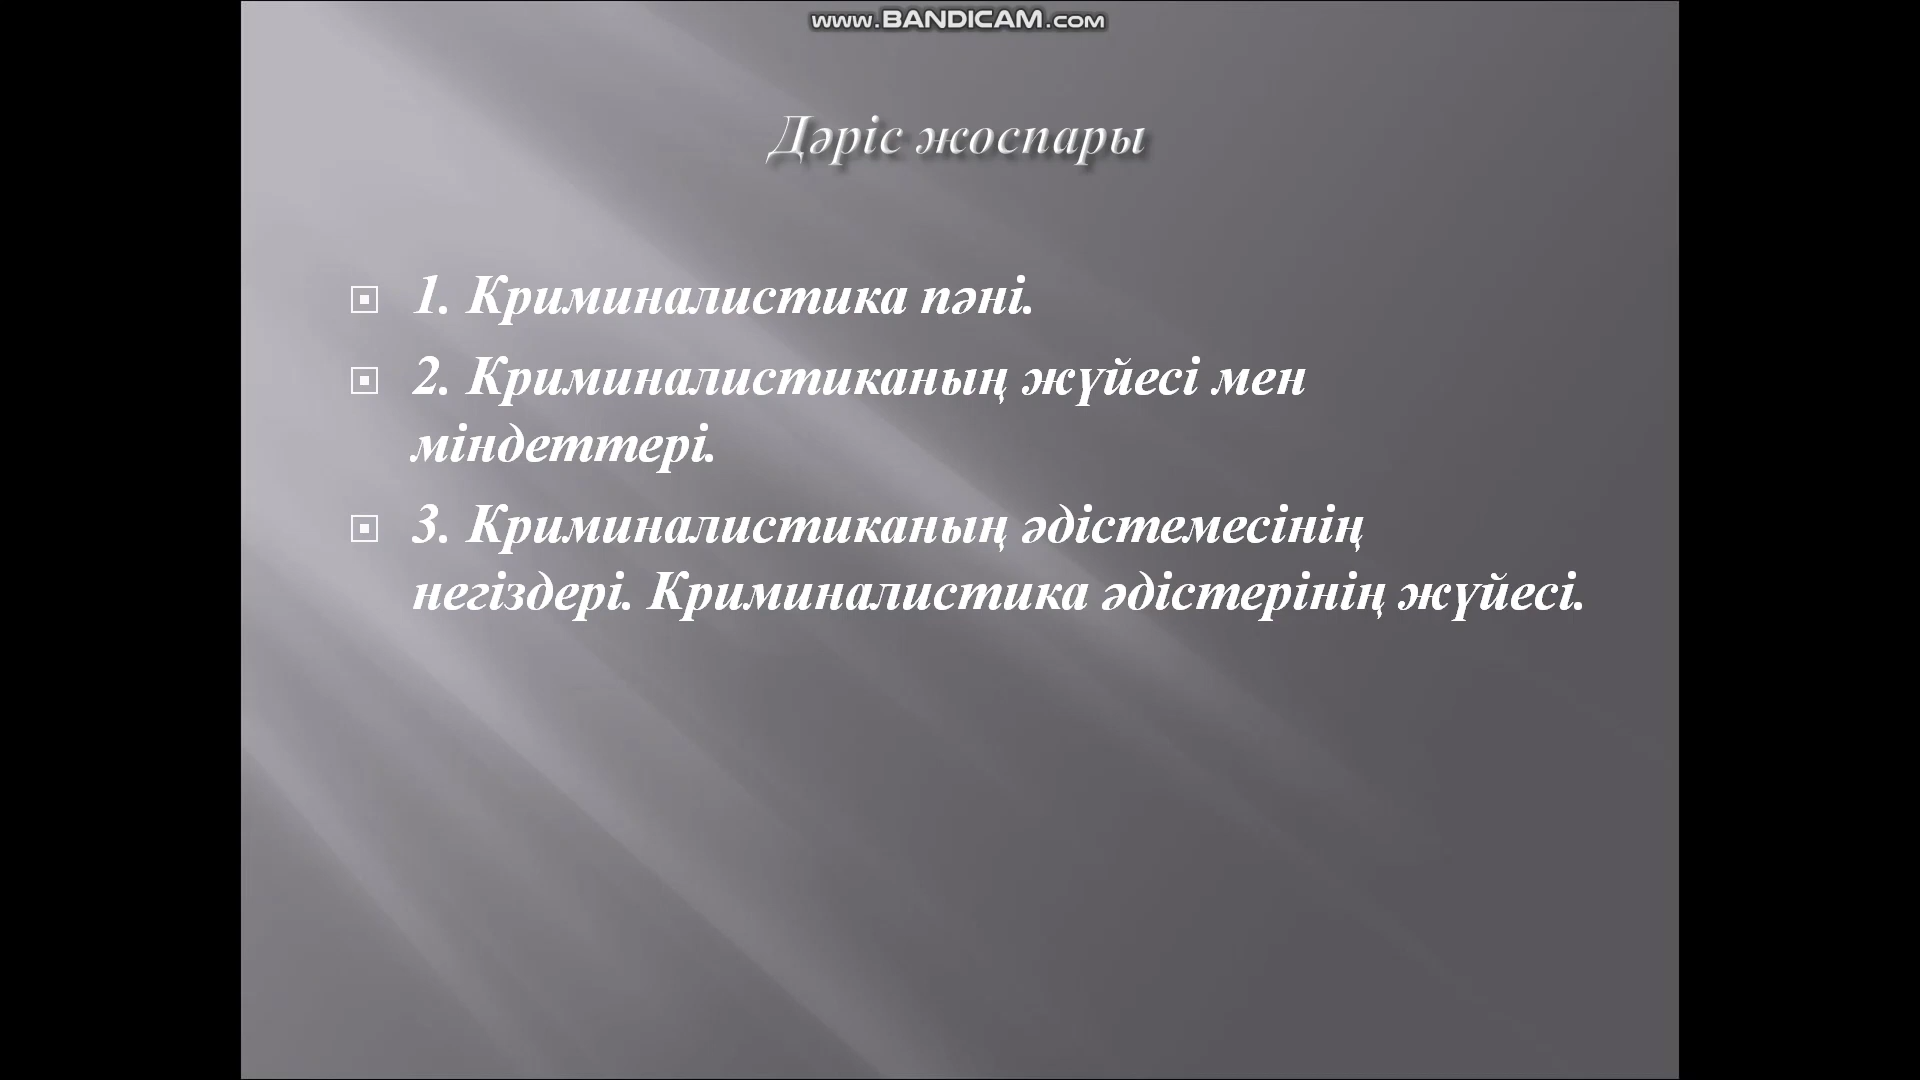 www.BANDICAM.com
Дәріс жоспары
1. Криминалистика пәні.
2. Криминалистиканың жүйесі мен
міндеттері.
3. Криминалистиканың әдістемесінің
негіздері. Криминалистика әдістерінің жүйесі.